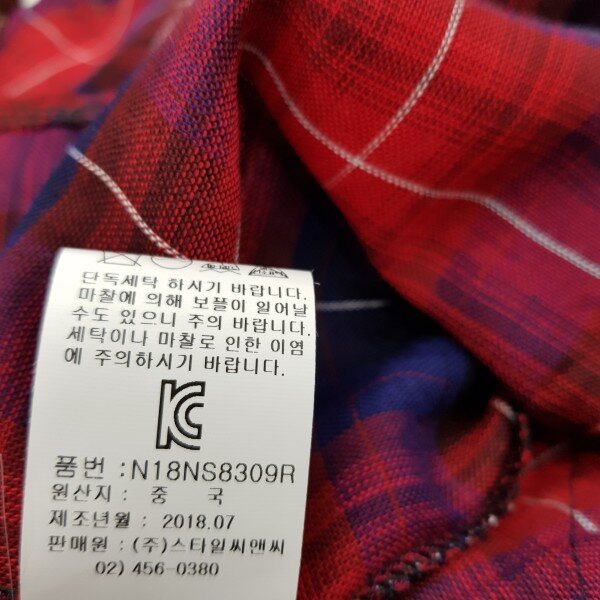 단독세탁 하시기 바랍니다.
마찰에 의해 보풀이 일어날
수도 있으니 주의 바랍니다.
세탁이나 마찰로 인한 이염
에 주의하시기 바랍니다.
KC
품번 : N18NS8309R
원산지 : 중 국
제조년월 : 2018.07
판매원 : (주)스타일씨앤씨
02) 456-0380